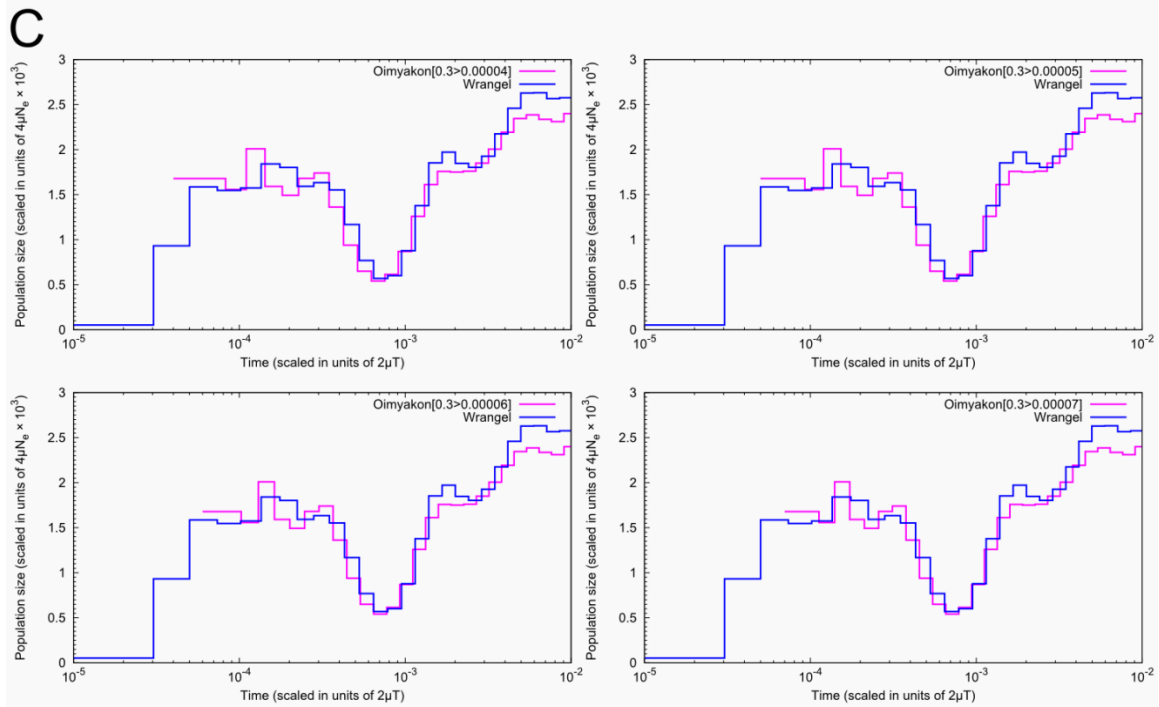 C
Oimyakon[0.3>0.00004]
Wrangel
Population size (scaled in units of 4μNe × 10³)
3
2.5
2
1.5
1
0.5
0
10⁻⁵ 10⁻⁴ 10⁻³ 10⁻²
Time (scaled in units of 2μT)
Oimyakon[0.3>0.00005]
Wrangel
Population size (scaled in units of 4μNe × 10³)
3
2.5
2
1.5
1
0.5
0
10⁻⁵ 10⁻⁴ 10⁻³ 10⁻²
Time (scaled in units of 2μT)
Oimyakon[0.3>0.00006]
Wrangel
Population size (scaled in units of 4μNe × 10³)
3
2.5
2
1.5
1
0.5
0
10⁻⁵ 10⁻⁴ 10⁻³ 10⁻²
Time (scaled in units of 2μT)
Oimyakon[0.3>0.00007]
Wrangel
Population size (scaled in units of 4μNe × 10³)
3
2.5
2
1.5
1
0.5
0
10⁻⁵ 10⁻⁴ 10⁻³ 10⁻²
Time (scaled in units of 2μT)